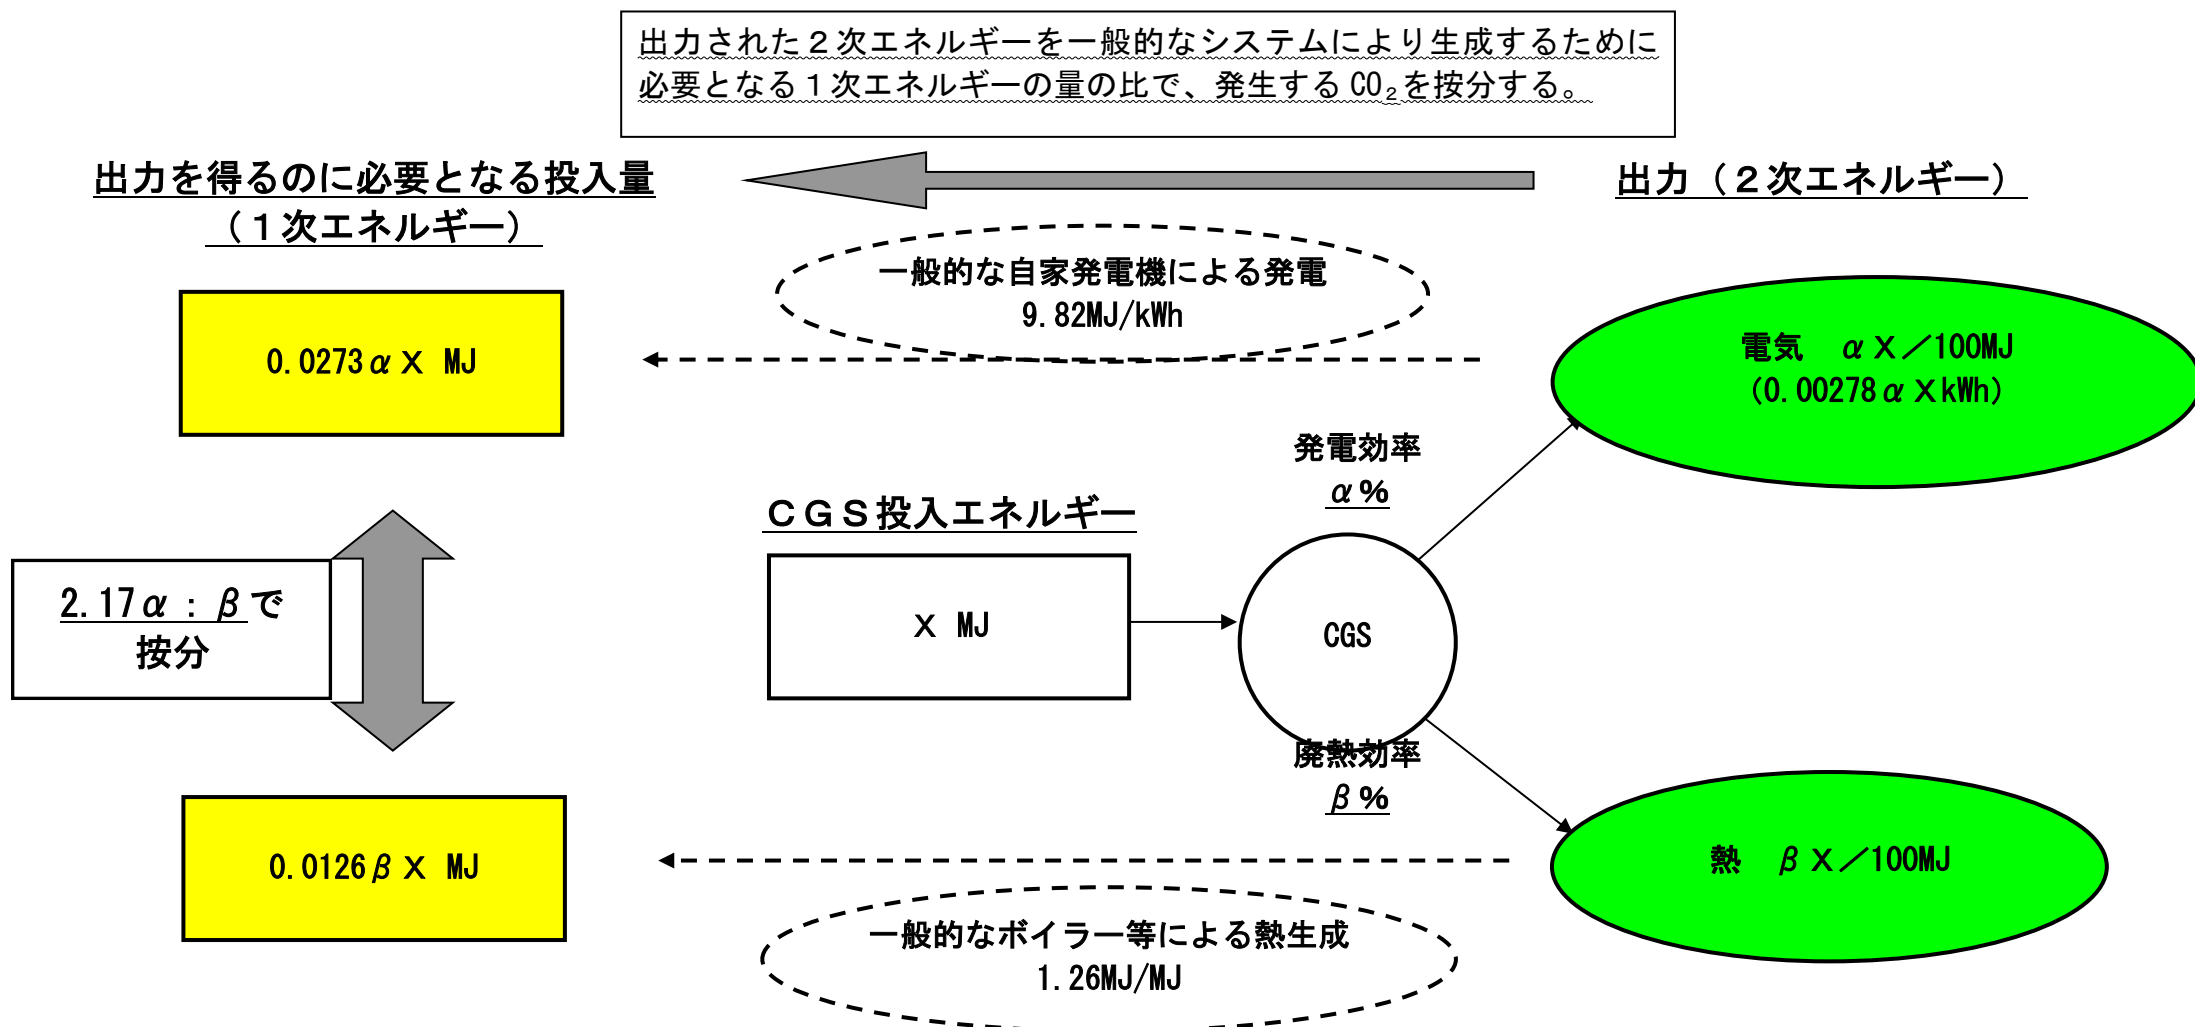 出力された２次エネルギーを一般的なシステムにより生成するために
必要となる１次エネルギーの量の比で、発生する CO₂を按分する。
出力を得るのに必要となる投入量
（１次エネルギー）
出力（２次エネルギー）
一般的な自家発電機による発電
9.82MJ/kWh
0.0273αＸ MJ
電気　αＸ／100MJ
(0.00278αＸkWh)
発電効率
α％
ＣＧＳ投入エネルギー
2.17α：βで
按分
Ｘ MJ
CGS
廃熱効率
β％
0.0126βＸ MJ
熱　βＸ／100MJ
一般的なボイラー等による熱生成
1.26MJ/MJ